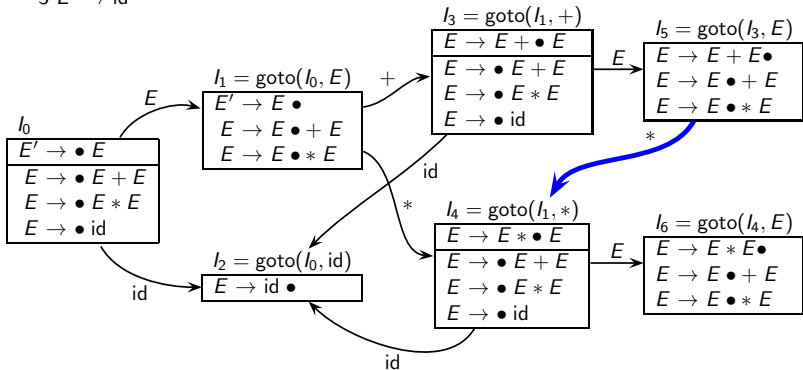 3 E → id
I₃ = goto(I₁, +)
E → E + • E
E → • E + E
E → • E * E
E → • id
I₅ = goto(I₃, E)
E → E + E•
E → E • + E
E → E • * E
I₁ = goto(I₀, E)
E′ → E •
E → E • + E
E → E • * E
I₀
E′ → • E
E → • E + E
E → • E * E
E → • id
E
+
E
*
id
*
I₄ = goto(I₁, *)
E → E * • E
E → • E + E
E → • E * E
E → • id
I₆ = goto(I₄, E)
E → E * E•
E → E • + E
E → E • * E
E
I₂ = goto(I₀, id)
E → id •
id
id